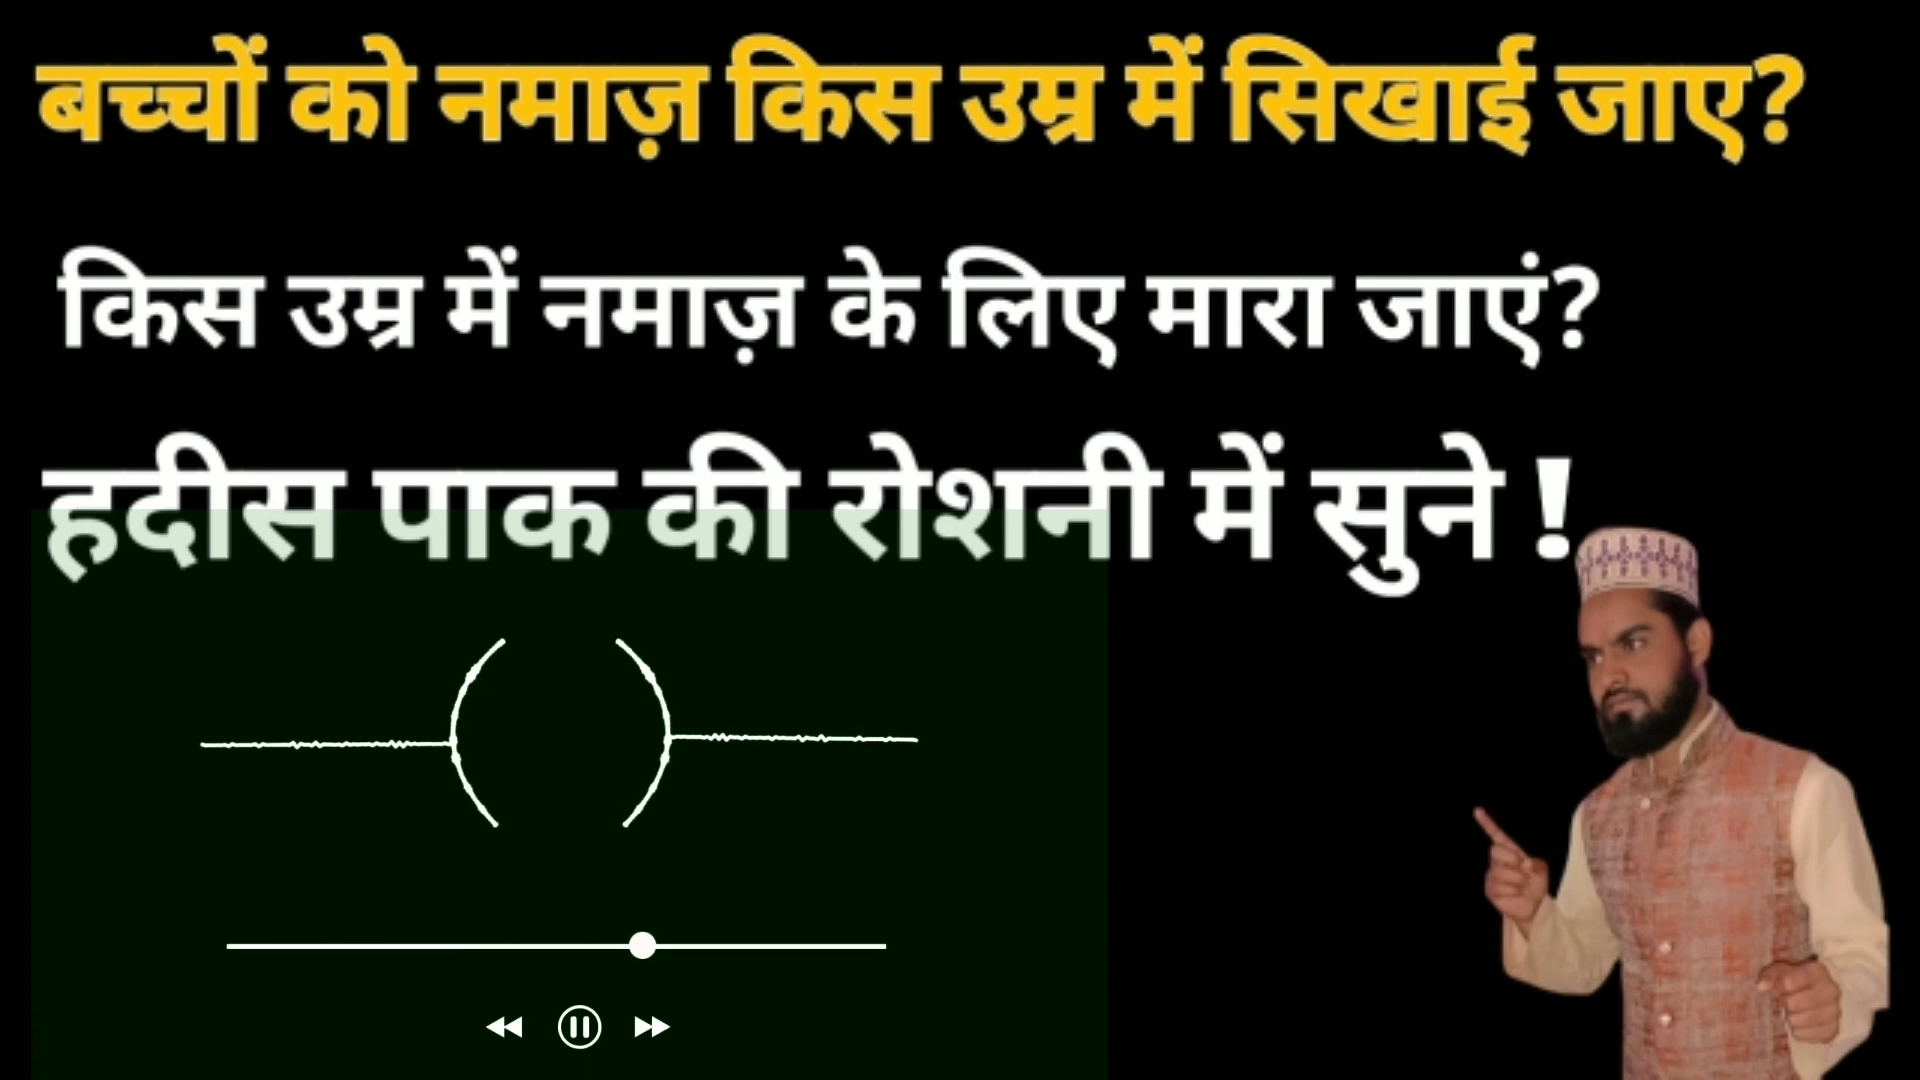 बच्चों को नमाज़ किस उम्र में सिखाई जाए?
किस उम्र में नमाज़ के लिए मारा जाएं?
हदीस पाक की रोशनी में सुने !